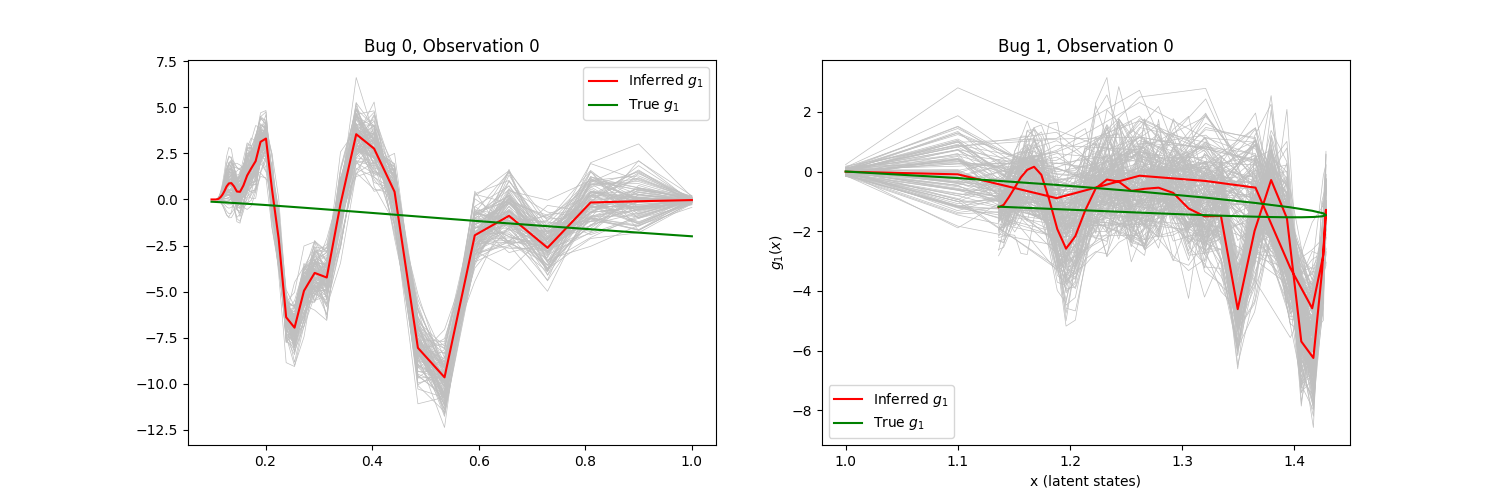 Bug 0, Observation 0
7.5
5.0
2.5
0.0
−2.5
−5.0
−7.5
−10.0
−12.5
Inferred g₁
True g₁
0.2 0.4 0.6 0.8 1.0
Bug 1, Observation 0
g₁(x)
2
0
−2
−4
−6
−8
Inferred g₁
True g₁
1.0 1.1 1.2 1.3 1.4
x (latent states)